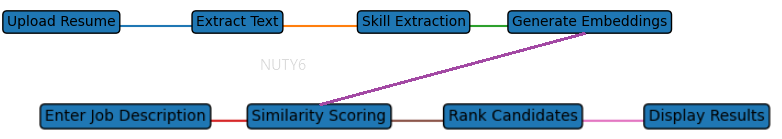 Upload Resume
Extract Text
Skill Extraction
Generate Embeddings
NUTY6
Enter Job Description
Similarity Scoring
Rank Candidates
Display Results